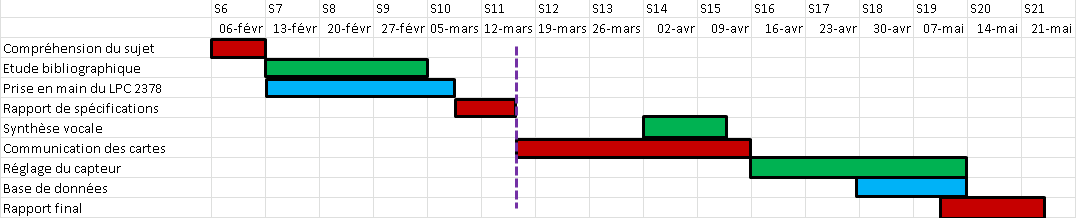 S6 S7 S8 S9 S10 S11 S12 S13 S14 S15 S16 S17 S18 S19 S20 S21
06-févr 13-févr 20-févr 27-févr 05-mars 12-mars 19-mars 26-mars 02-avr 09-avr 16-avr 23-avr 30-avr 07-mai 14-mai 21-mai
Compréhension du sujet
Etude bibliographique
Prise en main du LPC 2378
Rapport de spécifications
Synthèse vocale
Communication des cartes
Réglage du capteur
Base de données
Rapport final